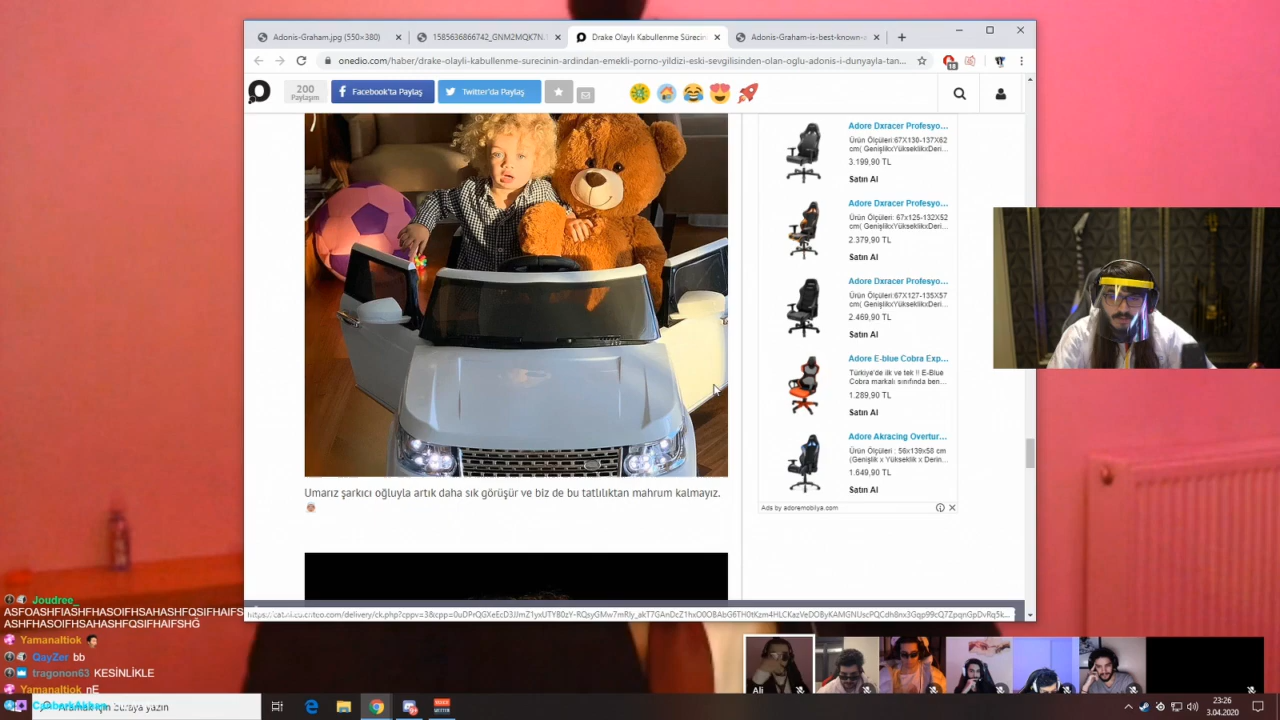 Adonis-Graham.jpg (550×380)
1585636866742_GNM2MQK7N.1
Drake Olaylı Kabullenme Sürecin
Adonis-Graham-is-best-known-s
onedio.com/haber/drake-olayli-kabullenme-surecinin-ardindan-emekli-porno-yildizi-eski-sevgilisinden-olan-oglu-adonis-i-dunyayla-tan...
18
200
Paylaşım
Facebook'ta Paylaş
Twitter'da Paylaş
Adore Dxracer Profesyo...
Ürün Ölçüleri:67X130-137X62
cm( GenişlikxYükseklikxDeri...
3.199,90 TL
Satın Al
Adore Dxracer Profesyo...
Ürün Ölçüleri:67x125-132X52
cm( GenişlikxYükseklikxDeri...
2.379,90 TL
Satın Al
Adore Dxracer Profesyo...
Ürün Ölçüleri:67X127-135X57
cm( GenişlikxYükseklikxDeri...
2.469,90 TL
Satın Al
Adore E-blue Cobra Exp...
Türkiye'de ilk ve tek !! E-Blue
Cobra markalı sınıfında ben...
1.289,90 TL
Satın Al
Adore Akracing Overtur...
Ürün Ölçüleri : 56x139x58 cm
(Genişlik x Yükseklik x Derin...
1.649,90 TL
Satın Al
Ads by adoremobilya.com
Umarız şarkıcı oğluyla artık daha sık görüşür ve biz de bu tatlılıktan mahrum kalmayız.
Joudree_
ASFOASHFIASHFHASOIFHSAHASHFQSIFHAIFS
ASHFIASHFHASOIFHSAHASHFQSIFHAIFSHĞ
Yamanaltiok
QayZer bb
tragonon63 KESİNLİKLE
Yamanaltiok nE
Aramak için buraya yazın
Ali
23:26
3.04.2020